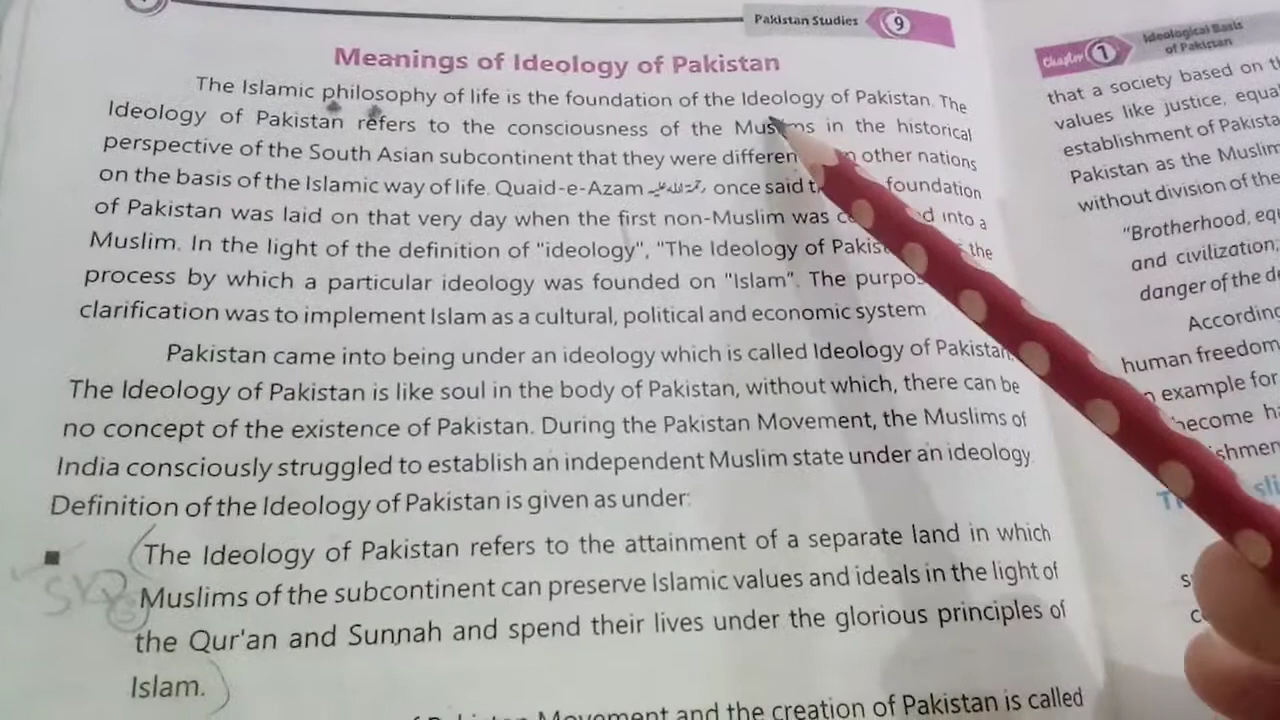 Pakistan Studies 9
Meanings of Ideology of Pakistan
The Islamic philosophy of life is the foundation of the Ideology of Pakistan. The
Ideology of Pakistan refers to the consciousness of the Muslims in the historical
perspective of the South Asian subcontinent that they were other nations
on the basis of the Islamic way of life. Quaid-e-Azam once said foundation
of Pakistan was laid on that very day when the first non-Muslim was into a
Muslim. In the light of the definition of "ideology", "The Ideology of the
process by which a particular ideology was founded on "Islam". The
clarification was to implement Islam as a cultural, political and economic system
Pakistan came into being under an ideology which is called Ideology of Pakistan.
The Ideology of Pakistan is like soul in the body of Pakistan, without which, there can be
no concept of the existence of Pakistan. During the Pakistan Movement, the Muslims of
India consciously struggled to establish an independent Muslim state under an ideology.
Definition of the Ideology of Pakistan is given as under:
■ (The Ideology of Pakistan refers to the attainment of a separate land in which
Muslims of the subcontinent can preserve Islamic values and ideals in the light of
the Qur'an and Sunnah and spend their lives under the glorious principles of
Islam.)
Movement and the creation of Pakistan is called
Chapter 1 Ideological Basis
of Pakistan
that a society based on
values like justice,
establishment of
Pakistan as the
without division of the
"Brotherhood,
and civilization;
danger of the
According
human freedom
example for
become